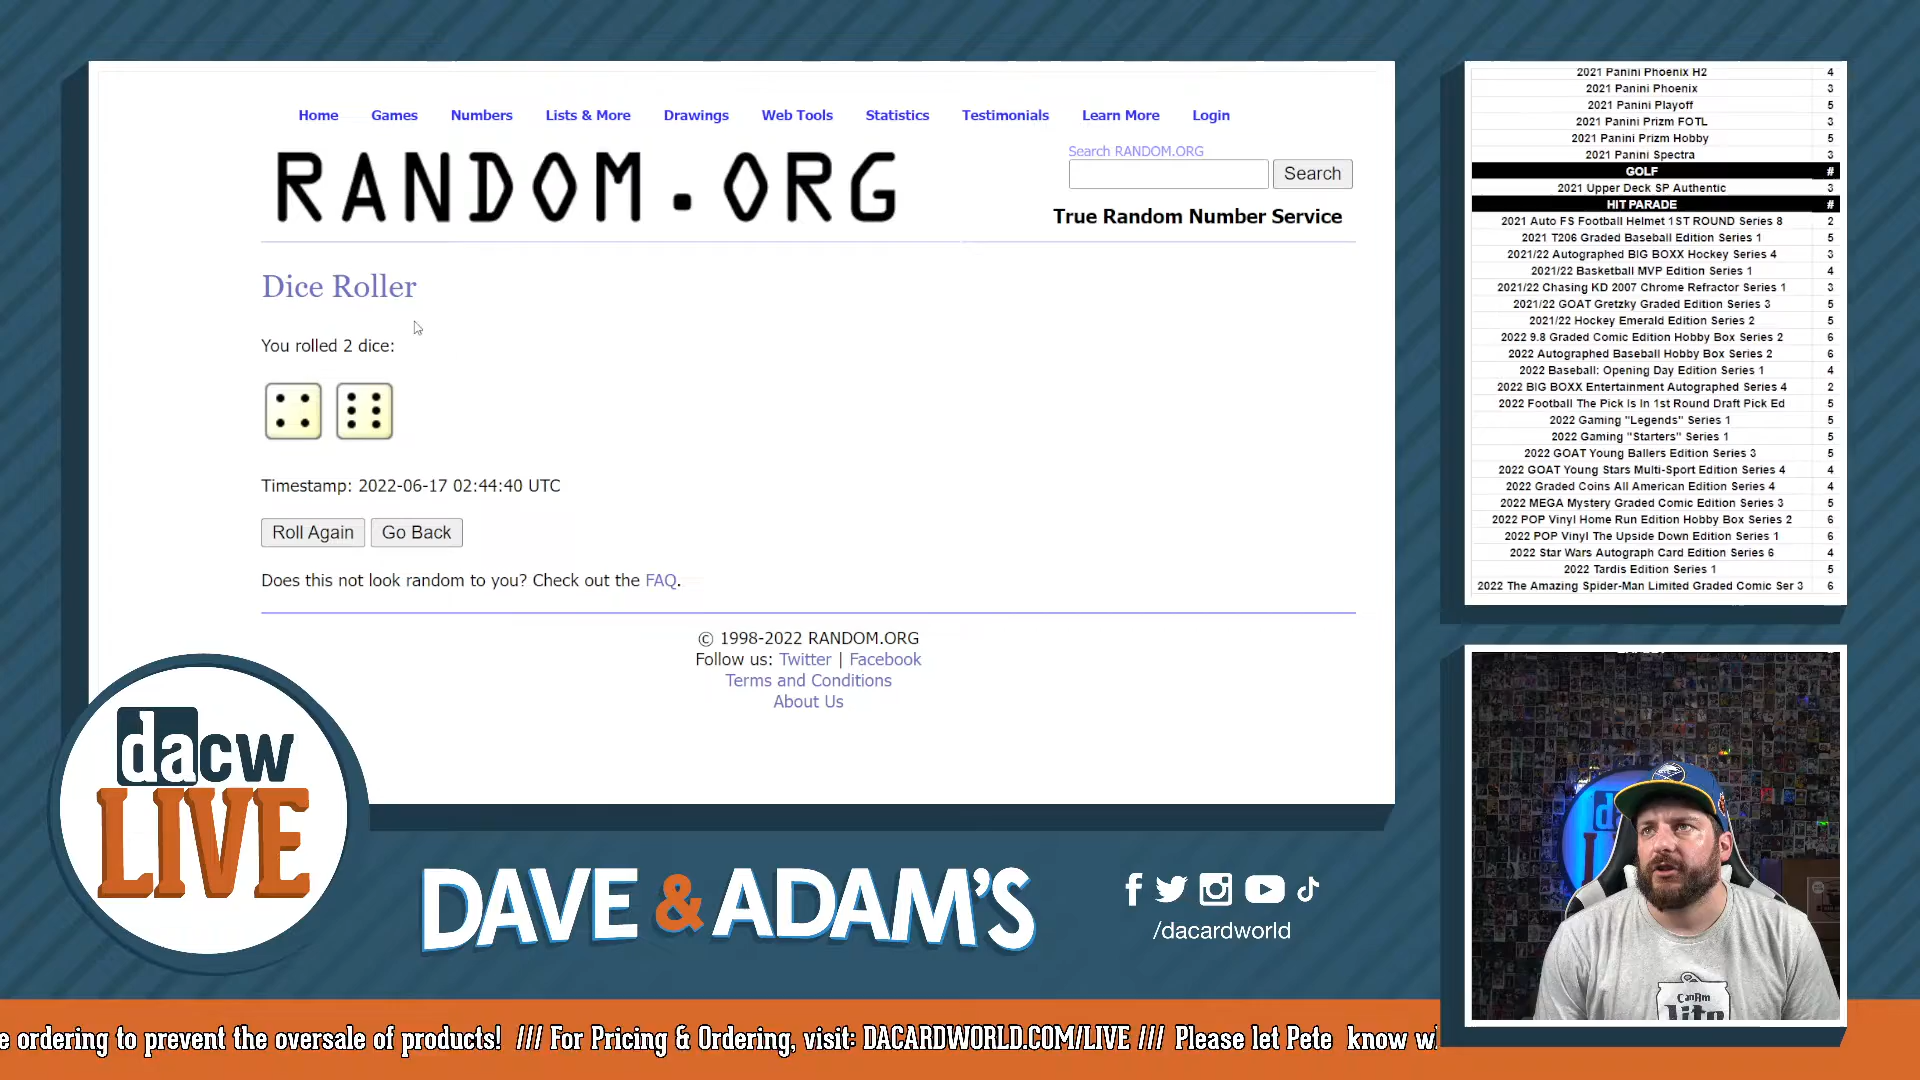 Home Games Numbers Lists & More Drawings Web Tools Statistics Testimonials Learn More Login
RANDOM.ORG
Search RANDOM.ORG
Search
True Random Number Service
Dice Roller
You rolled 2 dice:
Timestamp: 2022-06-17 02:44:40 UTC
Roll Again Go Back
Does this not look random to you? Check out the FAQ.
© 1998-2022 RANDOM.ORG
Follow us: Twitter | Facebook
Terms and Conditions
About Us
2021 Panini Phoenix H2 4
2021 Panini Phoenix 3
2021 Panini Playoff 5
2021 Panini Prizm FOTL 3
2021 Panini Prizm Hobby 5
2021 Panini Spectra 3
GOLF #
2021 Upper Deck SP Authentic 3
HIT PARADE #
2021 Auto FS Football Helmet 1ST ROUND Series 8 2
2021 T206 Graded Baseball Edition Series 1 5
2021/22 Autographed BIG BOXX Hockey Series 4 3
2021/22 Basketball MVP Edition Series 1 4
2021/22 Chasing KD 2007 Chrome Refractor Series 1 3
2021/22 GOAT Gretzky Graded Edition Series 3 5
2021/22 Hockey Emerald Edition Series 2 5
2022 9.8 Graded Comic Edition Hobby Box Series 2 6
2022 Autographed Baseball Hobby Box Series 2 6
2022 Baseball: Opening Day Edition Series 1 4
2022 BIG BOXX Entertainment Autographed Series 4 2
2022 Football The Pick Is In 1st Round Draft Pick Ed 5
2022 Gaming "Legends" Series 1 5
2022 Gaming "Starters" Series 1 5
2022 GOAT Young Ballers Edition Series 3 5
2022 GOAT Young Stars Multi-Sport Edition Series 4 4
2022 Graded Coins All American Edition Series 4 4
2022 MEGA Mystery Graded Comic Edition Series 3 5
2022 POP Vinyl Home Run Edition Hobby Box Series 2 6
2022 POP Vinyl The Upside Down Edition Series 1 6
2022 Star Wars Autograph Card Edition Series 6 4
2022 Tardis Edition Series 1 5
2022 The Amazing Spider-Man Limited Graded Comic Ser 3 6
dacw
LIVE
DAVE & ADAM'S
/dacardworld
CanAm
e ordering to prevent the oversale of products! /// For Pricing & Ordering, visit: DACARDWORLD.COM/LIVE /// Please let Pete know w